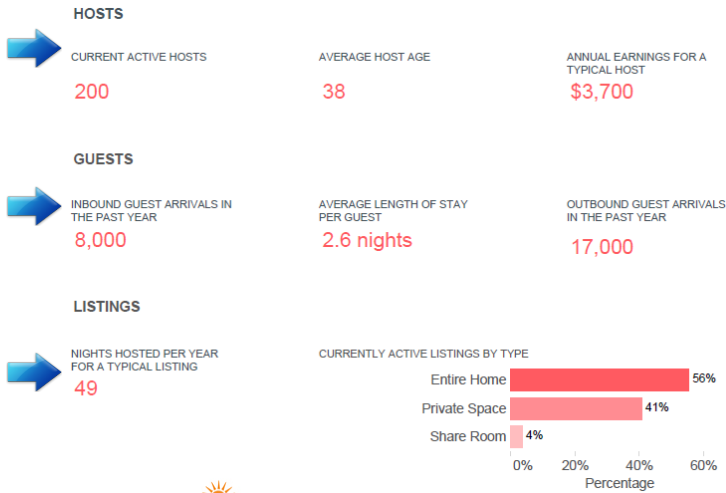 HOSTS
CURRENT ACTIVE HOSTS
200
AVERAGE HOST AGE
38
ANNUAL EARNINGS FOR A
TYPICAL HOST
$3,700
GUESTS
INBOUND GUEST ARRIVALS IN
THE PAST YEAR
8,000
AVERAGE LENGTH OF STAY
PER GUEST
2.6 nights
OUTBOUND GUEST ARRIVALS
IN THE PAST YEAR
17,000
LISTINGS
NIGHTS HOSTED PER YEAR
FOR A TYPICAL LISTING
49
CURRENTLY ACTIVE LISTINGS BY TYPE
Entire Home 56%
Private Space 41%
Share Room 4%
0% 20% 40% 60%
Percentage